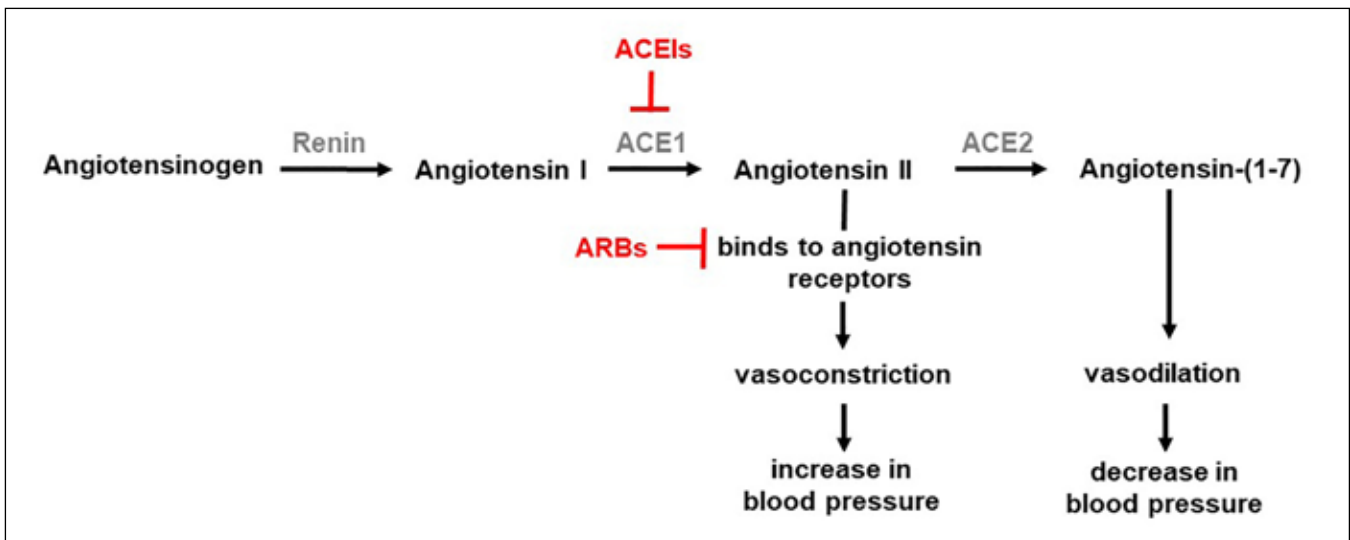 ACEIs
Renin
ACE1
ACE2
Angiotensinogen
Angiotensin I
Angiotensin II
Angiotensin-(1-7)
ARBs
binds to angiotensin
receptors
vasoconstriction
vasodilation
increase in
blood pressure
decrease in
blood pressure